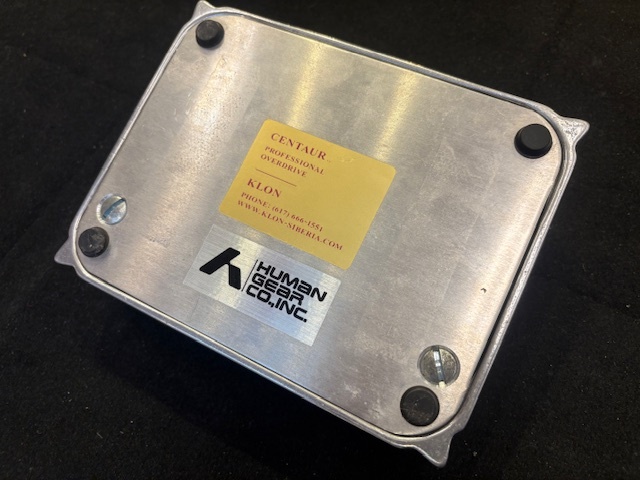 CENTAUR
PROFESSIONAL
OVERDRIVE
KLON
PHONE: (617) 666-1551
WWW.KLON-SIBERIA.COM
HUMAN
GEAR
CO.,INC.